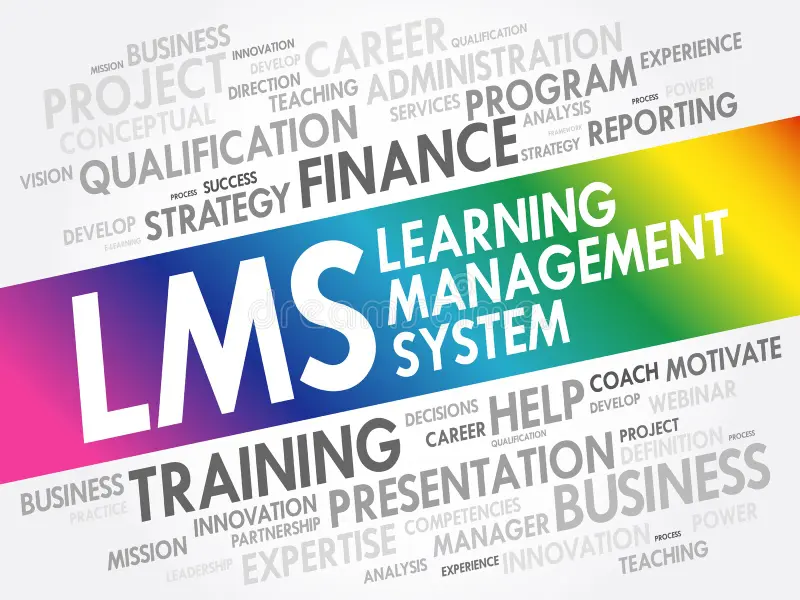 BUSINESS
MISSION
INNOVATION
CAREER
QUALIFICATION
PROJECT
DEVELOP
DIRECTION
ADMINISTRATION
EXPERIENCE
TEACHING
SERVICES
PROGRAM
POWER
CONCEPTUAL
ANALYSIS
PROCESS
VISION
QUALIFICATION
FINANCE
FRAMEWORK
STRATEGY
REPORTING
PROCESS
SUCCESS
DEVELOP
STRATEGY
E-LEARNING
LMS
LEARNING
MANAGEMENT
SYSTEM
dreamstime
COACH
MOTIVATE
DECISIONS
HELP
DEVELOP
WEBINAR
CAREER
QUALIFICATION
TRAINING
PROJECT
BUSINESS
PRESENTATION
DEFINITION
PROCESS
PRACTICE
INNOVATION
PARTNERSHIP
COMPETENCIES
BUSINESS
MISSION
EXPERTISE
MANAGER
POWER
LEADERSHIP
ANALYSIS
EXPERIENCE
INNOVATION
PROCESS
TEACHING